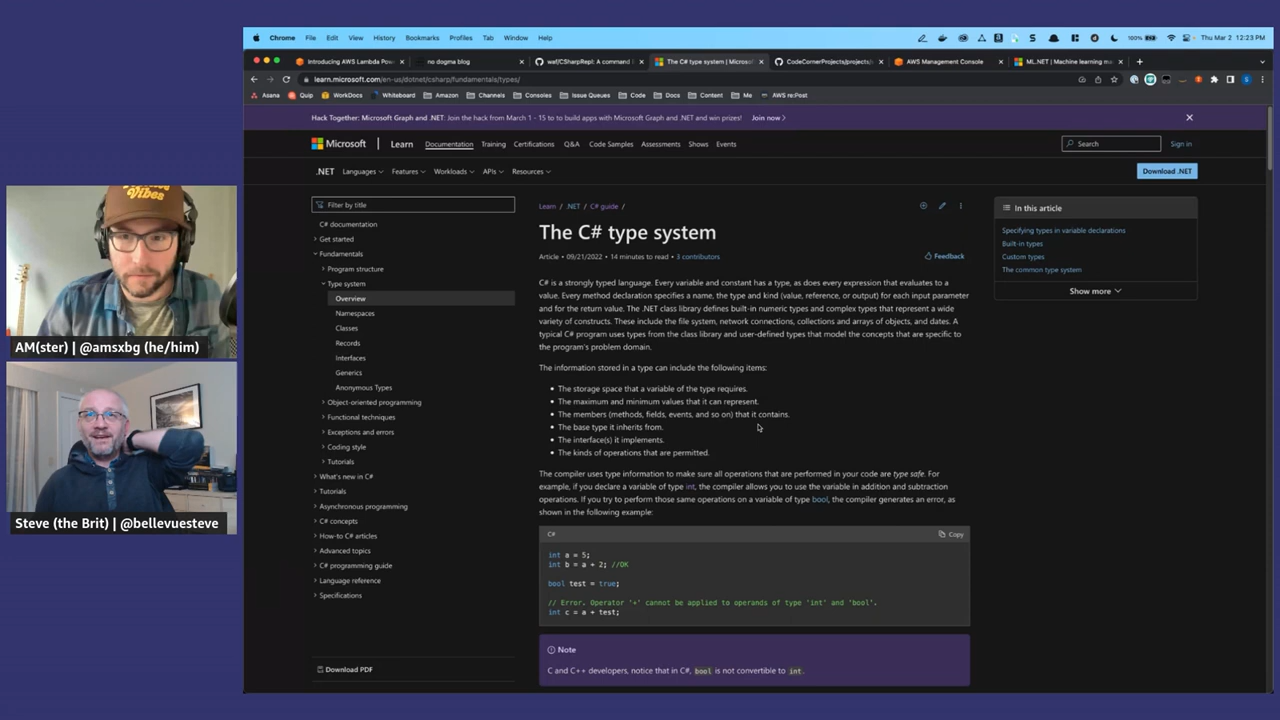 Chrome File Edit View History Bookmarks Profiles Tab Window Help
100%
Thu Mar 2 12:23 PM
Introducing AWS Lambda Pow
no dogma blog
waf/CSharpRepl: A command l
The C# type system | Microsoft
CodeCornerProjects/projects/
AWS Management Console
ML.NET | Machine learning ma
learn.microsoft.com/en-us/dotnet/csharp/fundamentals/types/
Asana Quip WorkDocs Whiteboard Amazon Channels Consoles Issue Queues Code Docs Content Me AWS re:Post
Hack Together: Microsoft Graph and .NET: Join the hack from March 1 - 15 to to build apps with Microsoft Graph and .NET and win prizes! Join now >
Microsoft | Learn Documentation Training Certifications Q&A Code Samples Assessments Shows Events
Search
Sign in
.NET Languages Features Workloads APIs Resources
Download .NET
Filter by title
C# documentation
Get started
Fundamentals
Program structure
Type system
Overview
Namespaces
Classes
Records
Interfaces
Generics
Anonymous Types
Object-oriented programming
Functional techniques
Exceptions and errors
Coding style
Tutorials
What's new in C#
Tutorials
Asynchronous programming
C# concepts
How-to C# articles
Advanced topics
C# programming guide
Language reference
Specifications
Download PDF
Learn / .NET / C# guide /
The C# type system
Article • 09/21/2022 • 14 minutes to read • 3 contributors
Feedback
C# is a strongly typed language. Every variable and constant has a type, as does every expression that evaluates to a
value. Every method declaration specifies a name, the type and kind (value, reference, or output) for each input parameter
and for the return value. The .NET class library defines built-in numeric types and complex types that represent a wide
variety of constructs. These include the file system, network connections, collections and arrays of objects, and dates. A
typical C# program uses types from the class library and user-defined types that model the concepts that are specific to
the program's problem domain.
The information stored in a type can include the following items:
• The storage space that a variable of the type requires.
• The maximum and minimum values that it can represent.
• The members (methods, fields, events, and so on) that it contains.
• The base type it inherits from.
• The interface(s) it implements.
• The kinds of operations that are permitted.
The compiler uses type information to make sure all operations that are performed in your code are type safe. For
example, if you declare a variable of type int, the compiler allows you to use the variable in addition and subtraction
operations. If you try to perform those same operations on a variable of type bool, the compiler generates an error, as
shown in the following example:
C#
Copy
int a = 5;
int b = a + 2; //OK
bool test = true;
// Error. Operator '+' cannot be applied to operands of type 'int' and 'bool'.
int c = a + test;
Note
C and C++ developers, notice that in C#, bool is not convertible to int.
In this article
Specifying types in variable declarations
Built-in types
Custom types
The common type system
Show more
Vibes
AM(ster) | @amsxbg (he/him)
Steve (the Brit) | @bellevuesteve